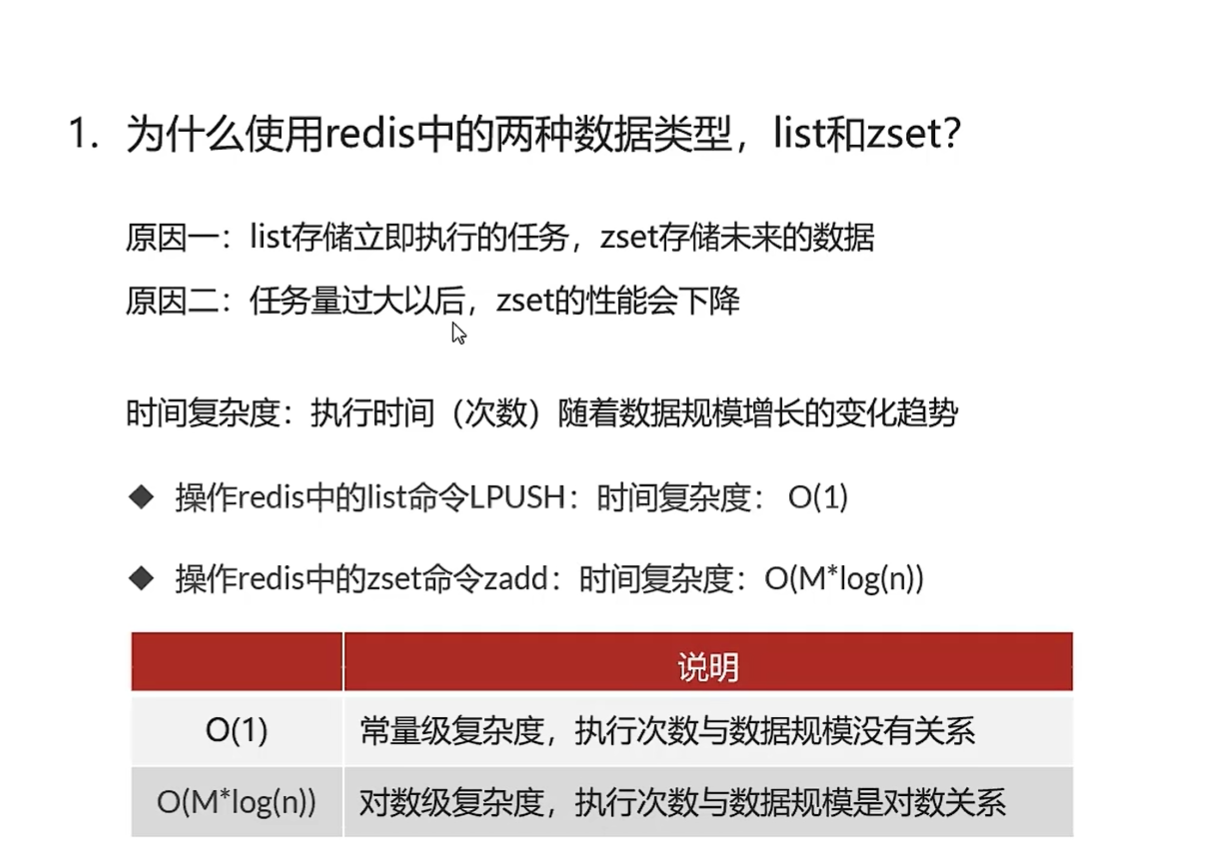 1. 为什么使用redis中的两种数据类型，list和zset？
原因一：list存储立即执行的任务，zset存储未来的数据
原因二：任务量过大以后，zset的性能会下降
时间复杂度：执行时间（次数）随着数据规模增长的变化趋势
◆ 操作redis中的list命令LPUSH：时间复杂度： O(1)
◆ 操作redis中的zset命令zadd：时间复杂度：O(M*log(n))
说明
O(1) 常量级复杂度，执行次数与数据规模没有关系
O(M*log(n)) 对数级复杂度，执行次数与数据规模是对数关系